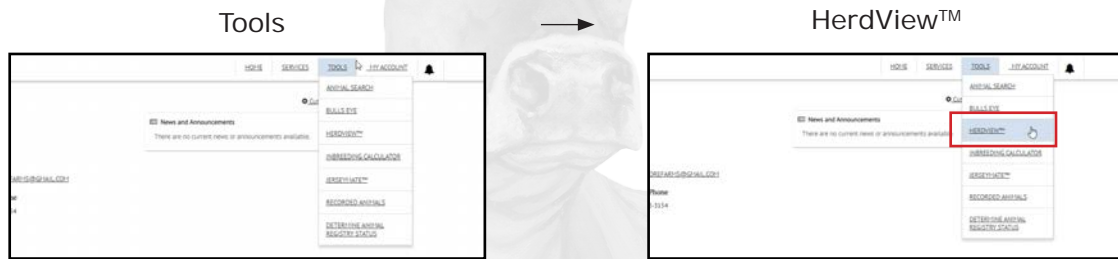 Tools
HerdView™
HOME SERVICES TOOLS MY ACCOUNT
ANIMAL SEARCH
BULLS EYE
News and Announcements
There are no current news or announcements available.
HERDVIEW™
INBREEDING CALCULATOR
JERSEYMATE™
RECORDED ANIMALS
DETERMINE ANIMAL
REGISTRY STATUS
HOME SERVICES TOOLS MY ACCOUNT
ANIMAL SEARCH
BULLS EYE
News and Announcements
There are no current news or announcements available
HERDVIEW™
INBREEDING CALCULATOR
JERSEYMATE™
Phone
RECORDED ANIMALS
DETERMINE ANIMAL
REGISTRY STATUS